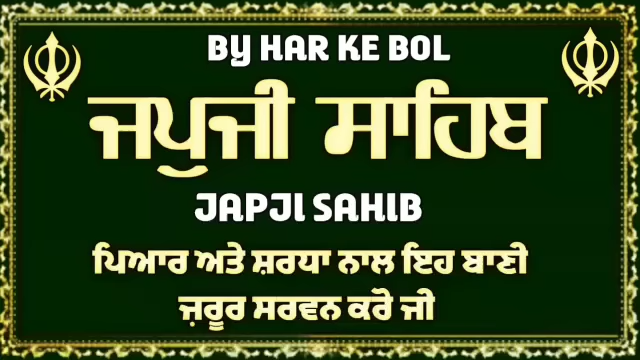 BY HAR KE BOL
ਜਪੁਜੀ ਸਾਹਿਬ
JAPJI SAHIB
ਪਿਆਰ ਅਤੇ ਸ਼ਰਧਾ ਨਾਲ ਇਹ ਬਾਣੀ
ਜ਼ਰੂਰ ਸਰਵਨ ਕਰੋ ਜੀ